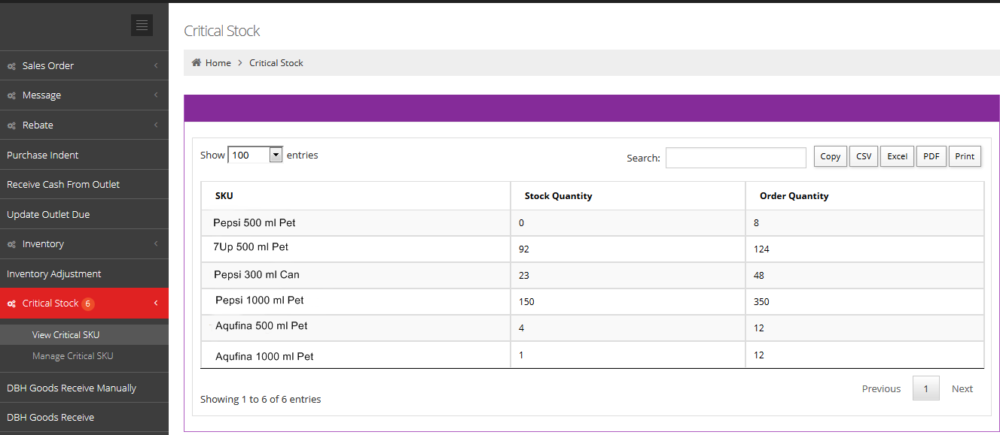 Critical Stock
Home > Critical Stock
Sales Order
Message
Rebate
Purchase Indent
Receive Cash From Outlet
Update Outlet Due
Inventory
Inventory Adjustment
Critical Stock 6
View Critical SKU
Manage Critical SKU
DBH Goods Receive Manually
DBH Goods Receive
Show 100 entries
Search: Copy CSV Excel PDF Print
SKU Stock Quantity Order Quantity
Pepsi 500 ml Pet 0 8
7Up 500 ml Pet 92 124
Pepsi 300 ml Can 23 48
Pepsi 1000 ml Pet 150 350
Aqufina 500 ml Pet 4 12
Aqufina 1000 ml Pet 1 12
Previous 1 Next
Showing 1 to 6 of 6 entries